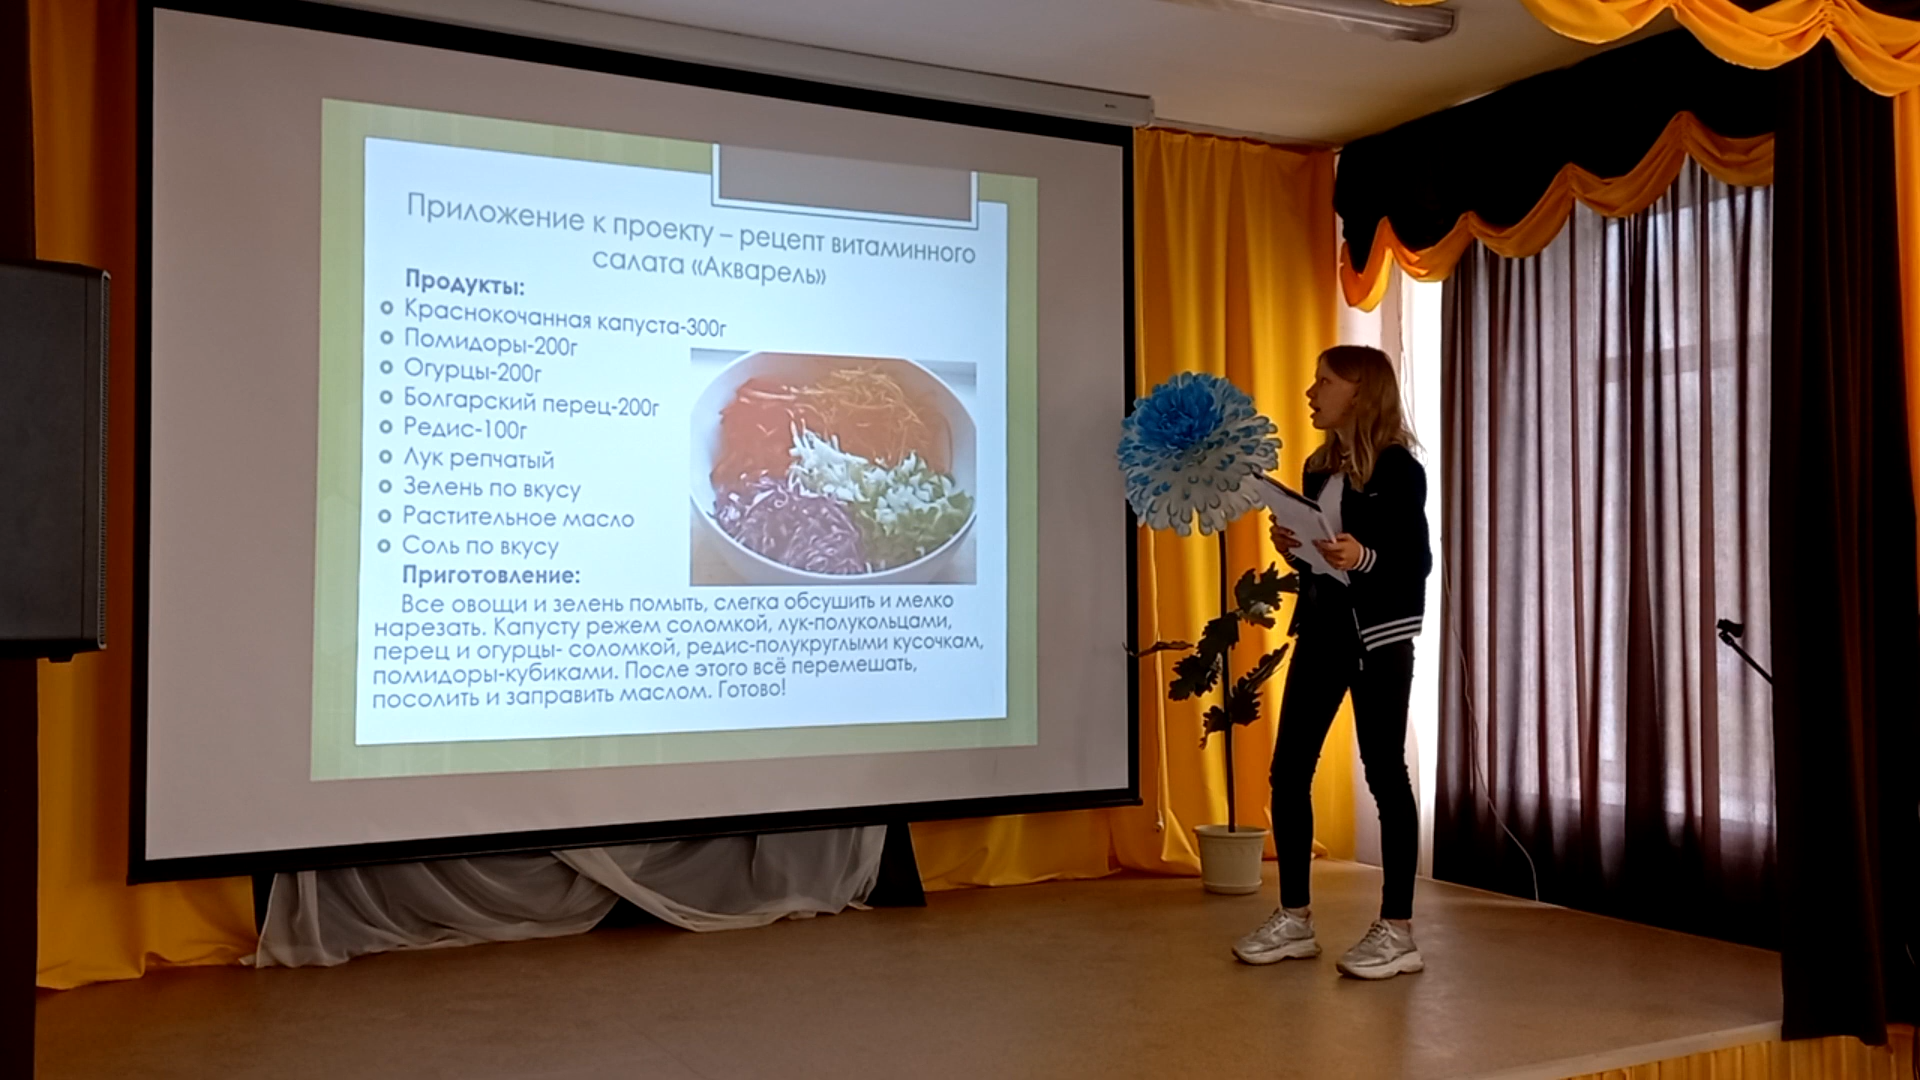 Приложение к проекту – рецепт витаминного
салата «Акварель»
Продукты:
Краснокочанная капуста-300г
Помидоры-200г
Огурцы-200г
Болгарский перец-200г
Редис-100г
Лук репчатый
Зелень по вкусу
Растительное масло
Соль по вкусу
Приготовление:
Все овощи и зелень помыть, слегка обсушить и мелко
нарезать. Капусту режем соломкой, лук-полукольцами,
перец и огурцы- соломкой, редис-полукруглыми кусочкам,
помидоры-кубиками. После этого всё перемешать,
посолить и заправить маслом. Готово!